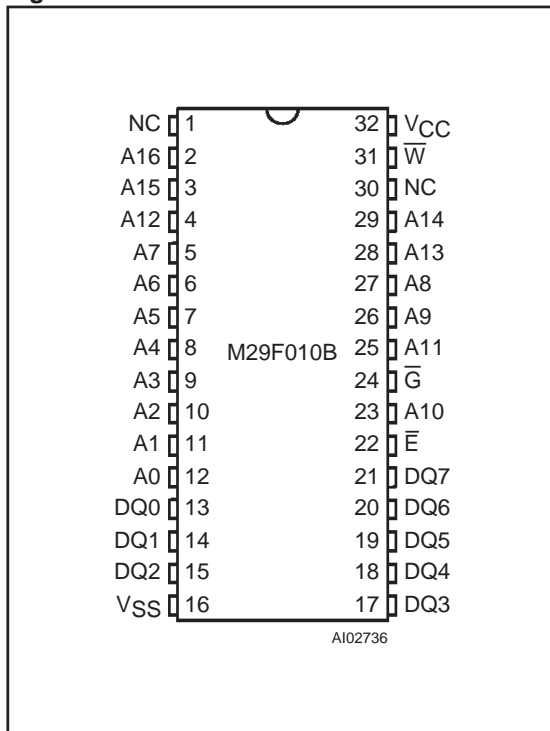 NC 1 32 VCC
A16 2 31 W̅
A15 3 30 NC
A12 4 29 A14
A7 5 28 A13
A6 6 27 A8
A5 7 26 A9
A4 8 M29F010B 25 A11
A3 9 24 G̅
A2 10 23 A10
A1 11 22 E̅
A0 12 21 DQ7
DQ0 13 20 DQ6
DQ1 14 19 DQ5
DQ2 15 18 DQ4
VSS 16 17 DQ3
AI02736